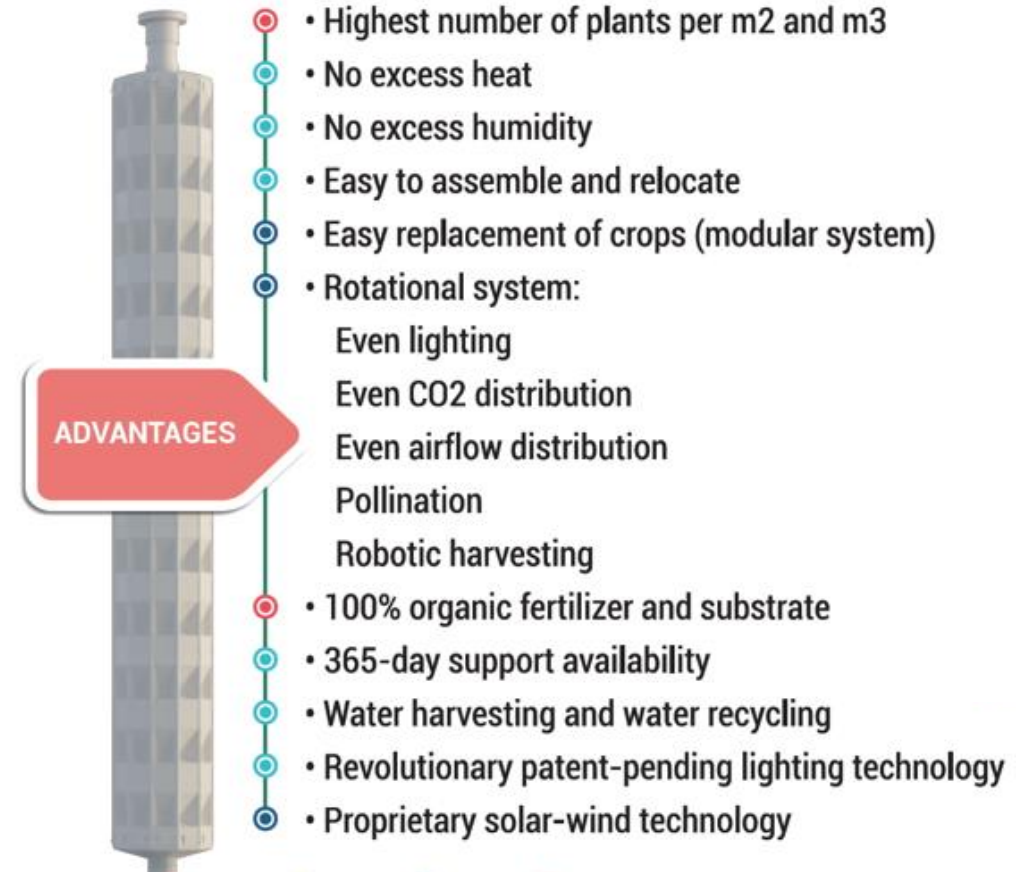 • Highest number of plants per m2 and m3
• No excess heat
• No excess humidity
• Easy to assemble and relocate
• Easy replacement of crops (modular system)
• Rotational system:
Even lighting
Even CO2 distribution
ADVANTAGES
Even airflow distribution
Pollination
Robotic harvesting
• 100% organic fertilizer and substrate
• 365-day support availability
• Water harvesting and water recycling
• Revolutionary patent-pending lighting technology
• Proprietary solar-wind technology